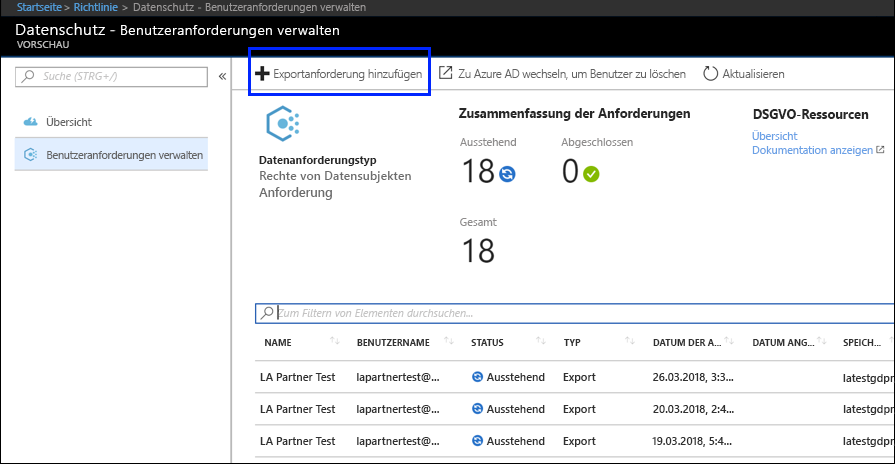 Startseite > Richtlinie > Datenschutz - Benutzeranforderungen verwalten
Datenschutz - Benutzeranforderungen verwalten
VORSCHAU
Suche (STRG+/)
«
Exportanforderung hinzufügen
Zu Azure AD wechseln, um Benutzer zu löschen
Aktualisieren
Übersicht
Benutzeranforderungen verwalten
Datenanforderungstyp
Rechte von Datensubjekten
Anforderung
Zusammenfassung der Anforderungen
Ausstehend
Abgeschlossen
18
0
Gesamt
18
DSGVO-Ressourcen
Übersicht
Dokumentation anzeigen
Zum Filtern von Elementen durchsuchen...
NAME BENUTZERNAME STATUS TYP DATUM DER A... DATUM ANG... SPEICH...
LA Partner Test lapartnertest@... Ausstehend Export 26.03.2018, 3:3... latestgdpr
LA Partner Test lapartnertest@... Ausstehend Export 20.03.2018, 2:4... latestgdpr
LA Partner Test lapartnertest@... Ausstehend Export 19.03.2018, 5:4... latestgdpr